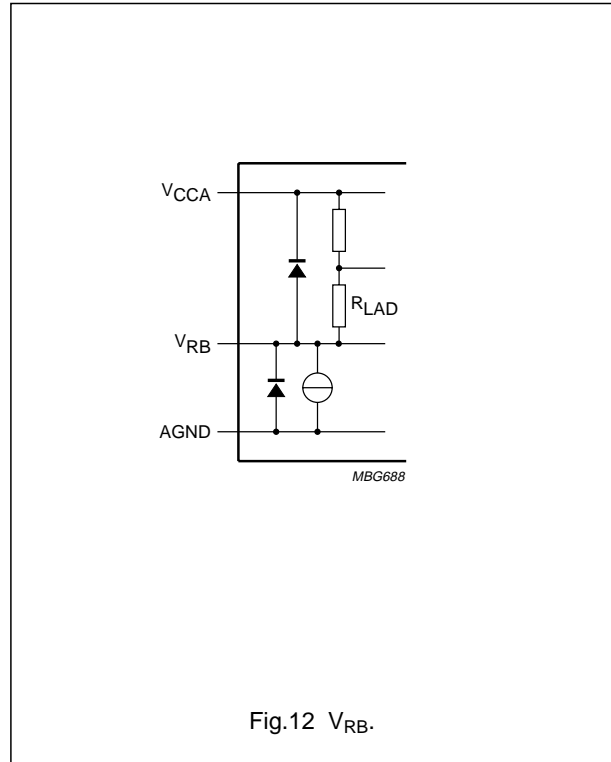 VCCA
RLAD
VRB
AGND
MBG688
Fig.12 VRB.